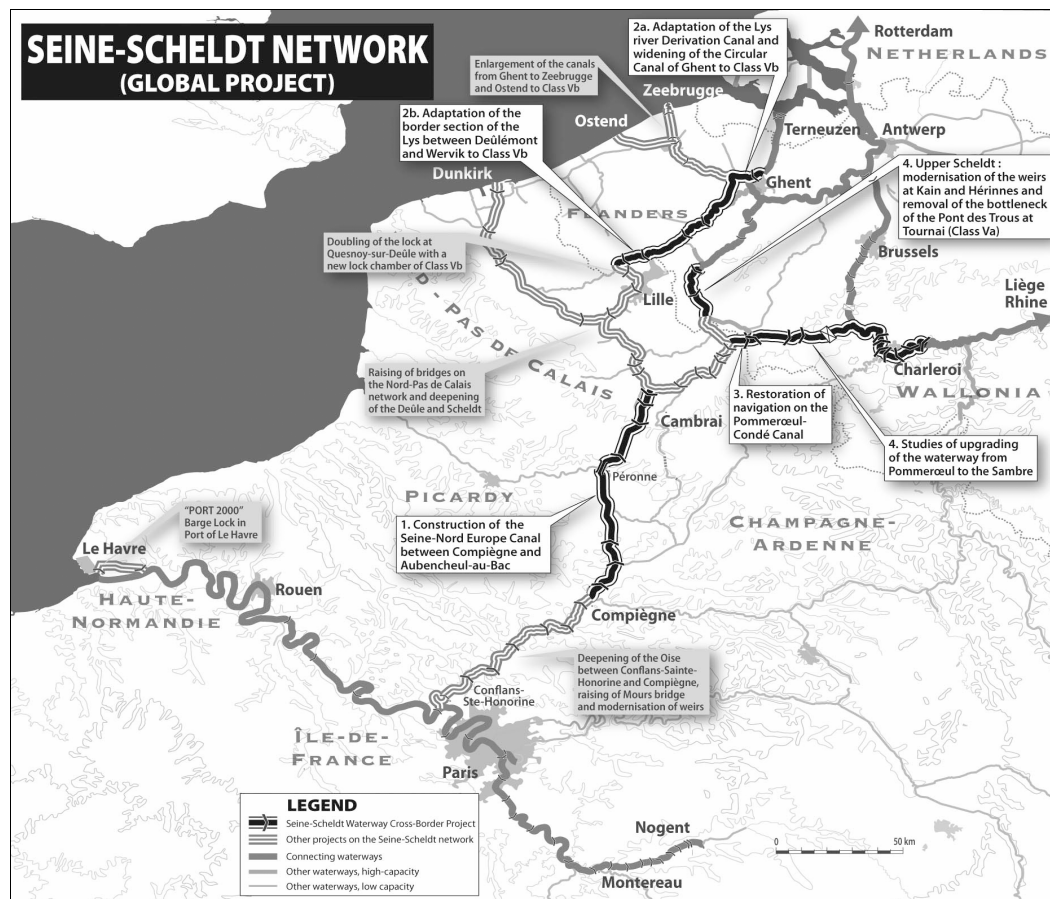 SEINE-SCHELDT NETWORK
(GLOBAL PROJECT)
2a. Adaptation of the Lys
river Derivation Canal and
widening of the Circular
Canal of Ghent to Class Vb
Rotterdam
NETHERLANDS
Enlargement of the canals
from Ghent to Zeebrugge
and Ostend to Class Vb
Zeebrugge
2b. Adaptation of the
border section of the
Lys between Deûlémont
and Wervik to Class Vb
Ostend
Terneuzen
Antwerp
Dunkirk
Ghent
4. Upper Scheldt :
modernisation of the weirs
at Kain and Hérinnes and
removal of the bottleneck
of the Pont des Trous at
Tournai (Class Va)
FLANDERS
Doubling of the lock at
Quesnoy-sur-Deûle with a
new lock chamber of Class Vb
Brussels
Lille
Liège
Rhine
D - PAS DE CALAIS
Raising of bridges on
the Nord-Pas de Calais
network and deepening
of the Deûle and Scheldt
Charleroi
WALLONIA
3. Restoration of
navigation on the
Pommerœul-
Condé Canal
Cambrai
4. Studies of upgrading
of the waterway from
Pommerœul to the Sambre
Péronne
PICARDY
"PORT 2000"
Barge Lock in
Port of Le Havre
1. Construction of the
Seine-Nord Europe Canal
between Compiègne and
Aubencheul-au-Bac
CHAMPAGNE-
ARDENNE
Le Havre
Rouen
HAUTE-
NORMANDIE
Compiègne
Deepening of the Oise
between Conflans-Sainte-
Honorine and Compiègne,
raising of Mours bridge
and modernisation of weirs
Conflans-
Ste-Honorine
ÎLE-DE-
FRANCE
Paris
LEGEND
Seine-Scheldt Waterway Cross-Border Project
Other projects on the Seine-Scheldt network
Connecting waterways
Other waterways, high-capacity
Other waterways, low capacity
Nogent
Montereau
0
50 km